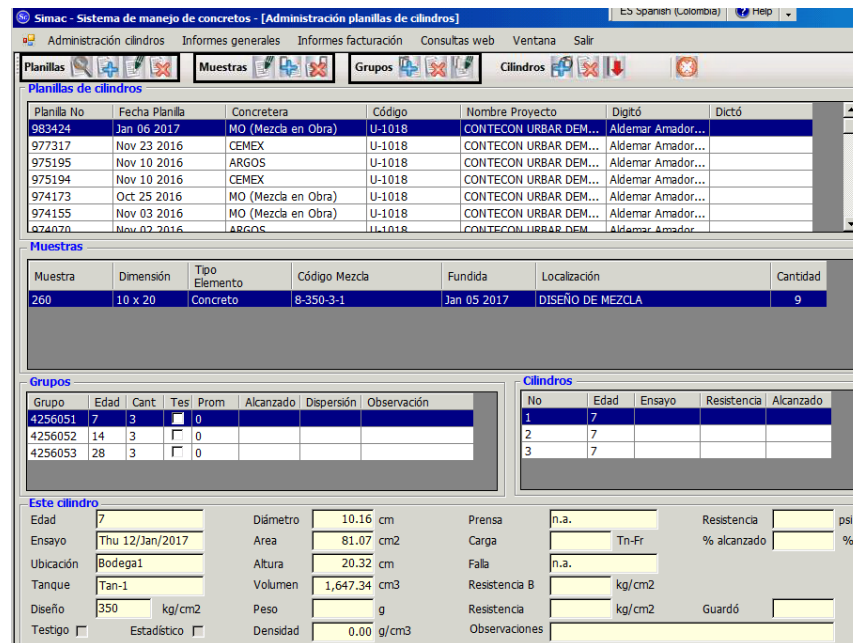 Simac - Sistema de manejo de concretos - [Administración planillas de cilindros]
ES Spanish (Colombia) Help
Administración cilindros Informes generales Informes facturación Consultas web Ventana Salir
Planillas Muestras Grupos Cilindros
Planillas de cilindros
Planilla No Fecha Planilla Concretera Código Nombre Proyecto Digitó Dictó
983424 Jan 06 2017 MO (Mezcla en Obra) U-1018 CONTECON URBAR DEM... Aldemar Amador...
977317 Nov 23 2016 CEMEX U-1018 CONTECON URBAR DEM... Aldemar Amador...
975195 Nov 10 2016 ARGOS U-1018 CONTECON URBAR DEM... Aldemar Amador...
975194 Nov 10 2016 CEMEX U-1018 CONTECON URBAR DEM... Aldemar Amador...
974173 Oct 25 2016 MO (Mezcla en Obra) U-1018 CONTECON URBAR DEM... Aldemar Amador...
974155 Nov 03 2016 MO (Mezcla en Obra) U-1018 CONTECON URBAR DEM... Aldemar Amador...
974070 Nov 02 2016 ARGOS U-1018 CONTECON URBAR DEM... Aldemar Amador...
Muestras
Muestra Dimensión Tipo Elemento Código Mezcla Fundida Localización Cantidad
260 10 x 20 Concreto 8-350-3-1 Jan 05 2017 DISEÑO DE MEZCLA 9
Grupos
Grupo Edad Cant Tes Prom Alcanzado Dispersión Observación
4256051 7 3 0
4256052 14 3 0
4256053 28 3 0
Cilindros
No Edad Ensayo Resistencia Alcanzado
1 7
2 7
3 7
Este cilindro
Edad 7 Diámetro 10.16 cm Prensa n.a. Resistencia psi
Ensayo Thu 12/Jan/2017 Area 81.07 cm2 Carga Tn-Fr % alcanzado %
Ubicación Bodega1 Altura 20.32 cm Falla n.a.
Tanque Tan-1 Volumen 1,647.34 cm3 Resistencia B kg/cm2
Diseño 350 kg/cm2 Peso g Resistencia kg/cm2 Guardó
Testigo Estadístico Densidad 0.00 g/cm3 Observaciones